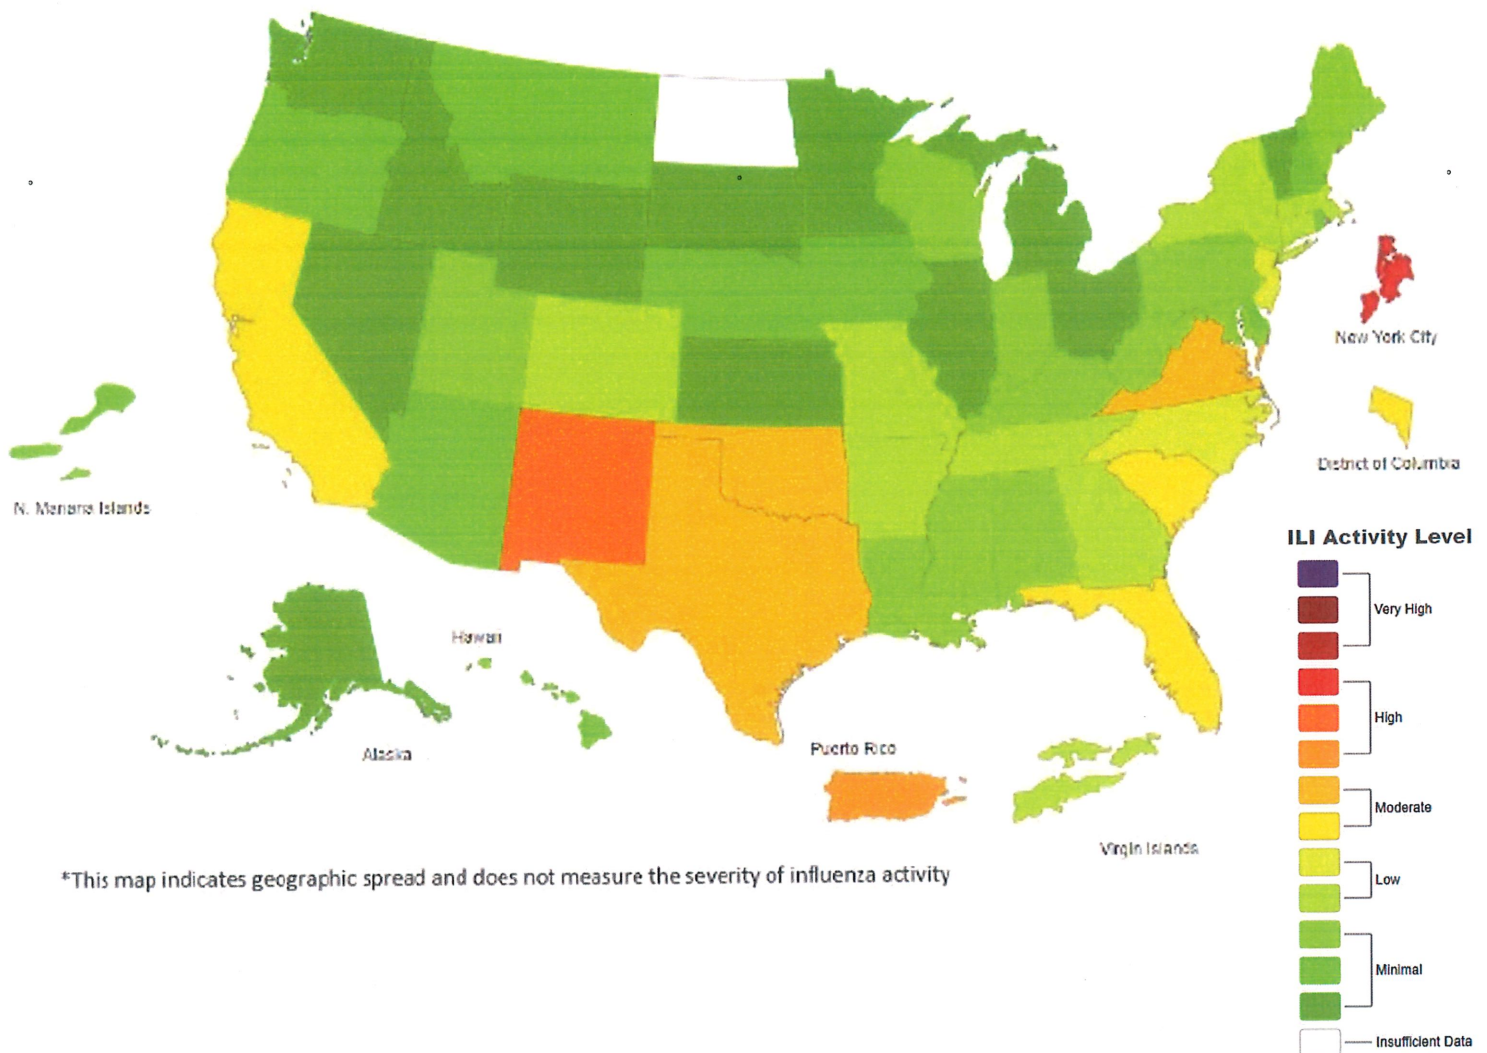 New York City
District of Columbia
N. Mariana Islands
ILI Activity Level
Very High
High
Moderate
Low
Minimal
Insufficient Data
Hawaii
Alaska
Puerto Rico
Virgin Islands
*This map indicates geographic spread and does not measure the severity of influenza activity